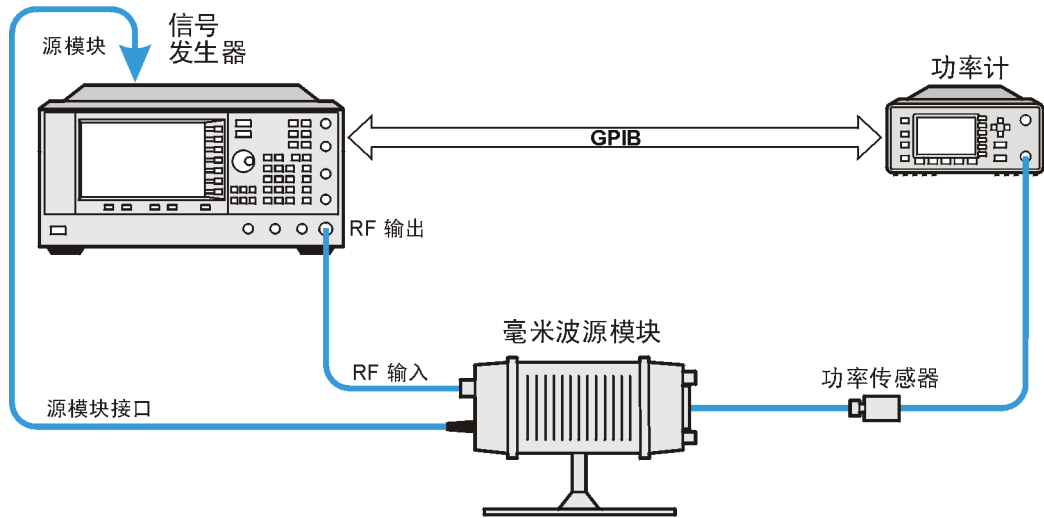 信号
发生器
源模块
功率计
GPIB
RF 输出
毫米波源模块
RF 输入
功率传感器
源模块接口